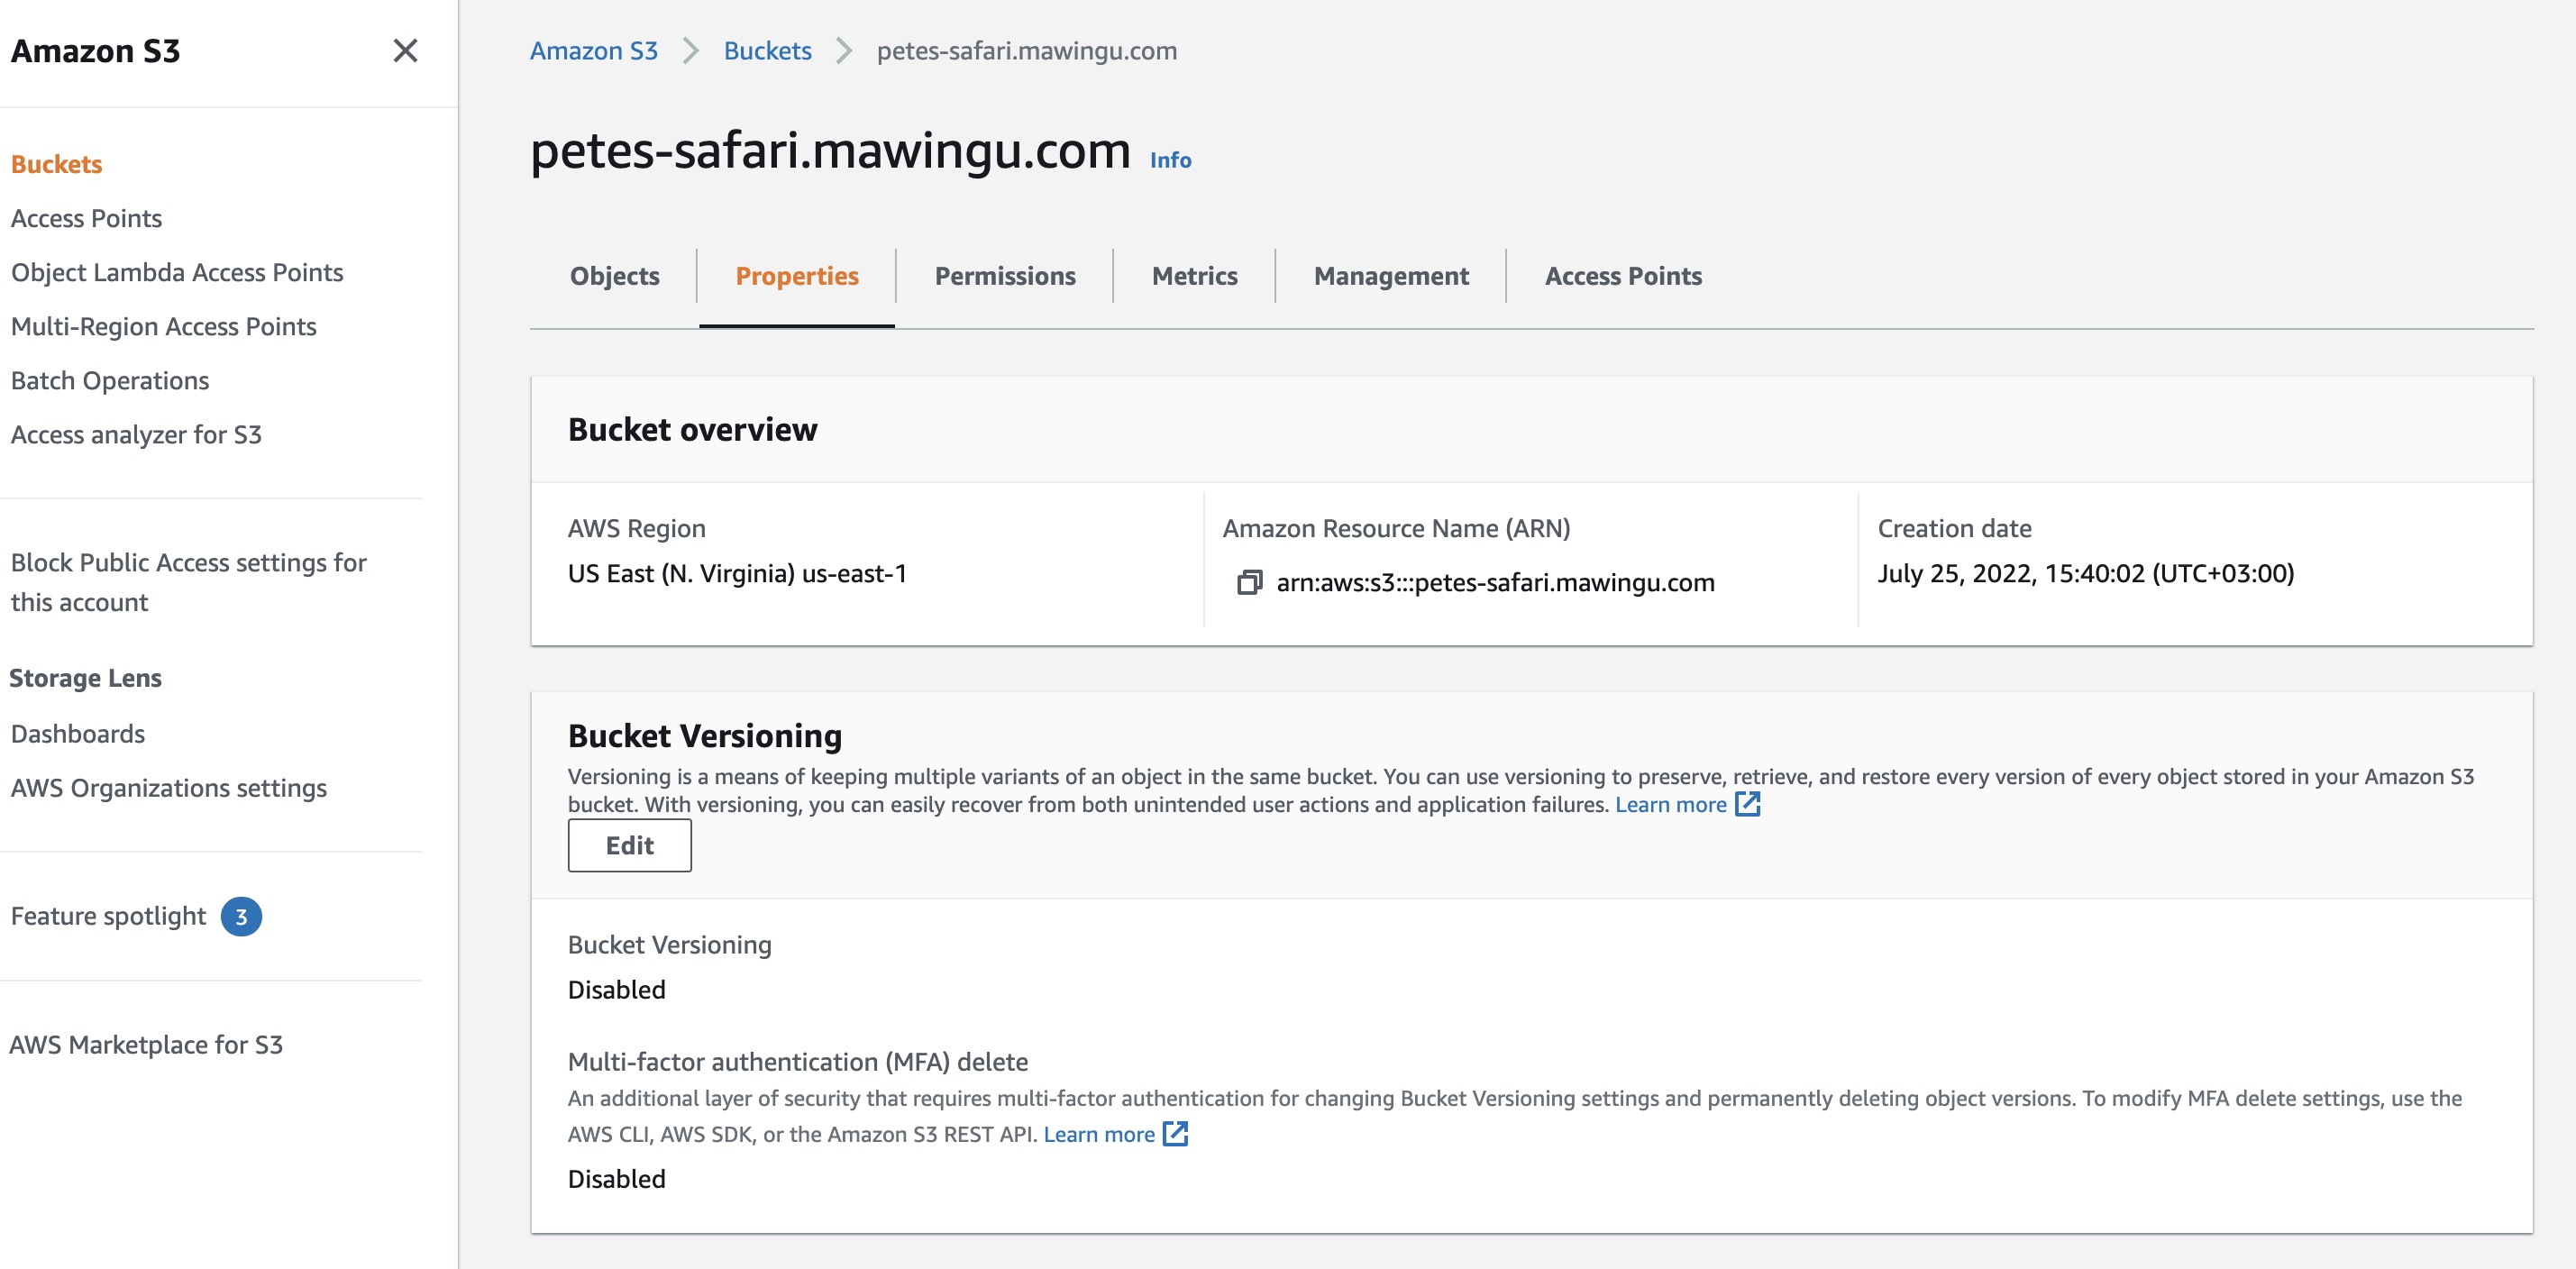 Amazon S3
Buckets
Access Points
Object Lambda Access Points
Multi-Region Access Points
Batch Operations
Access analyzer for S3
Block Public Access settings for
this account
Storage Lens
Dashboards
AWS Organizations settings
Feature spotlight 3
AWS Marketplace for S3
Amazon S3 > Buckets > petes-safari.mawingu.com
petes-safari.mawingu.com Info
Objects Properties Permissions Metrics Management Access Points
Bucket overview
AWS Region
US East (N. Virginia) us-east-1
Amazon Resource Name (ARN)
arn:aws:s3:::petes-safari.mawingu.com
Creation date
July 25, 2022, 15:40:02 (UTC+03:00)
Bucket Versioning
Versioning is a means of keeping multiple variants of an object in the same bucket. You can use versioning to preserve, retrieve, and restore every version of every object stored in your Amazon S3
bucket. With versioning, you can easily recover from both unintended user actions and application failures. Learn more
Edit
Bucket Versioning
Disabled
Multi-factor authentication (MFA) delete
An additional layer of security that requires multi-factor authentication for changing Bucket Versioning settings and permanently deleting object versions. To modify MFA delete settings, use the
AWS CLI, AWS SDK, or the Amazon S3 REST API. Learn more
Disabled